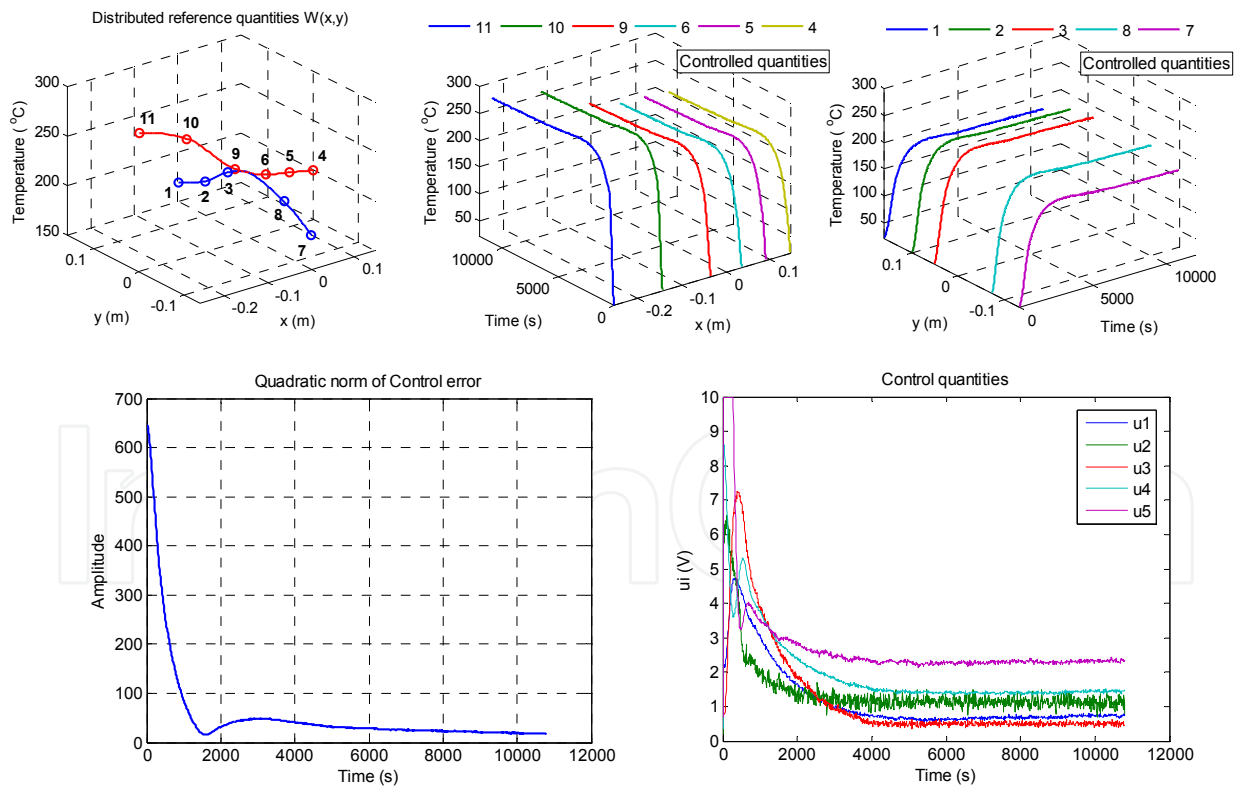 Distributed reference quantities W(x,y)
Temperature ( °C)
300
250
200
150
11
10
9
6
5
4
1
2
3
8
7
0.1
0
-0.1
y (m)
-0.2
-0.1
0
0.1
x (m)
11 10 9 6 5 4
Controlled quantities
Temperature ( °C)
300
250
200
150
100
50
10000
5000
0
Time (s)
-0.2
-0.1
0
0.1
x (m)
1 2 3 8 7
Controlled quantities
Temperature ( °C)
300
250
200
150
100
50
0.1
0
-0.1
y (m)
0
5000
10000
Time (s)
Quadratic norm of Control error
Amplitude
700
600
500
400
300
200
100
0
0 2000 4000 6000 8000 10000 12000
Time (s)
Control quantities
ui (V)
10
9
8
7
6
5
4
3
2
1
0
0 2000 4000 6000 8000 10000 12000
Time (s)
u1
u2
u3
u4
u5